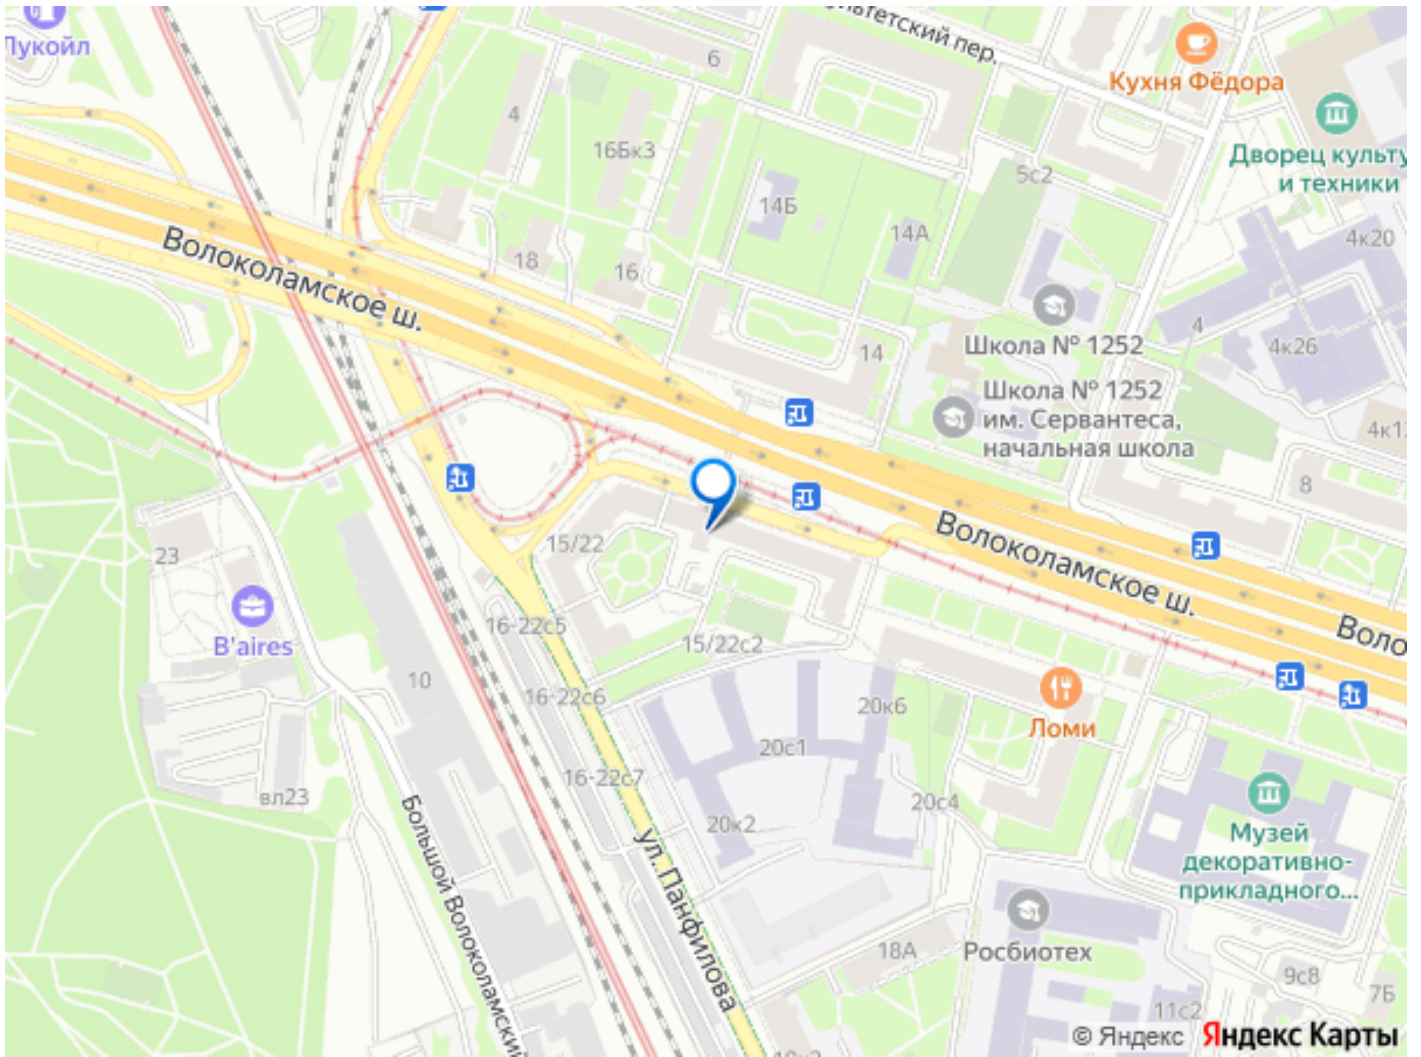 Лукойл
6
Кухня Фёдора
4
16Бк3
Дворец культу
и техники
5с2
14Б
14А
4к20
Волоколамское ш.
18
16
4
Школа № 1252
4к26
14
Школа № 1252
им. Сервантеса,
начальная школа
8
Волоколамское ш.
15/22
23
B'aires
16-22с5
15/22с2
Воло
10
16-22с6
20к6
Ломи
20с1
16-22с7
вл23
20с4
20к2
Музей
декоративно-
прикладного...
Большой Волоколамский
ул. Панфилова
18А
Росбиотех
9с8
7Б
11с2
© Яндекс
Яндекс Карты